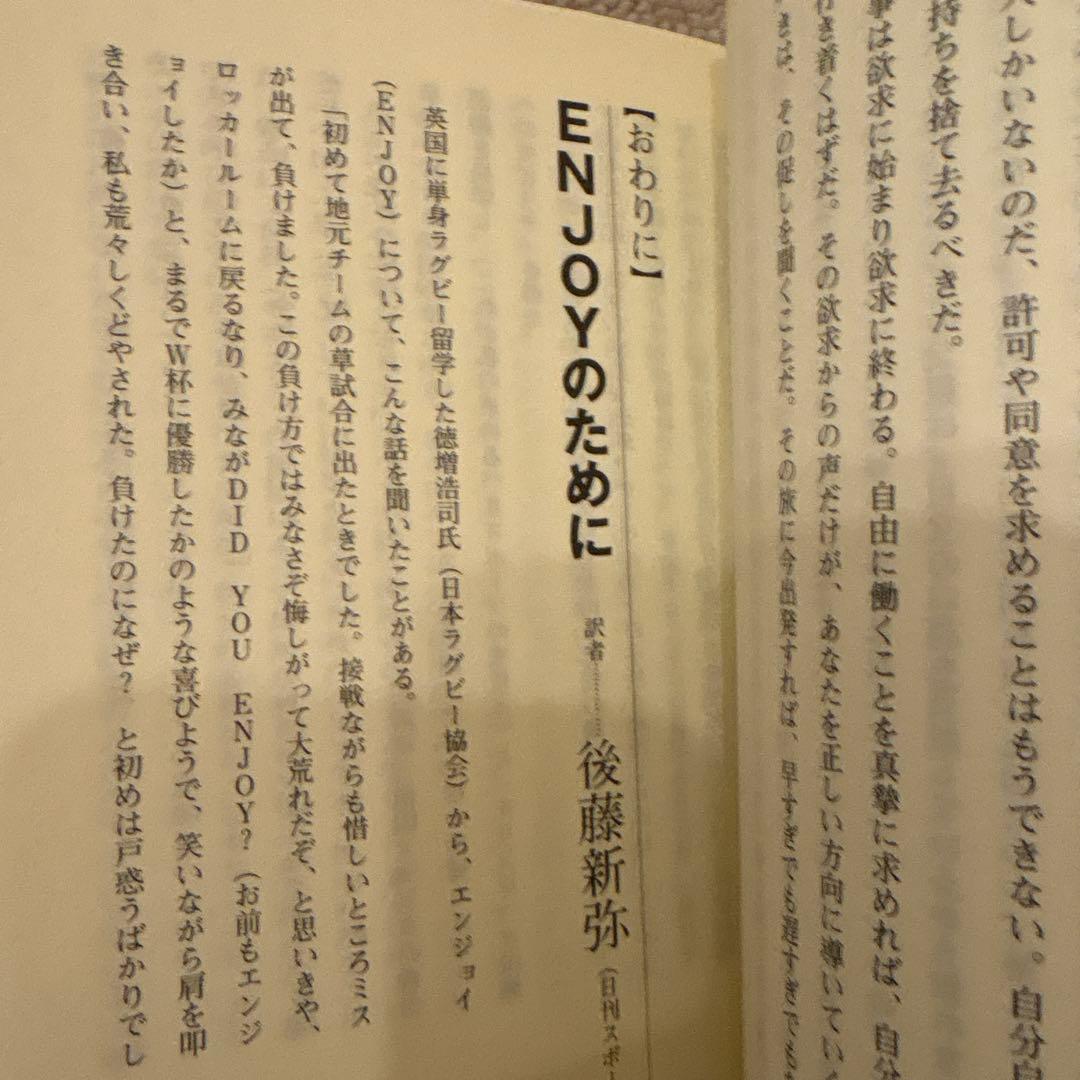 人しかいないのだ、許可や同意を求めることはもうできない。自分自
持ちを捨て去るべきだ。
事は欲求に始まり欲求に終わる。自由に働くことを真摯に求めれば、自分
き着くはずだ。その欲求からの声だけが、あなたを正しい方向に導いてい
きは、その促しを聞くことだ。その旅に今出発すれば、早すぎでも遅すぎでも
【おわりに】
ENJOYのために
訳者…………後藤新弥(日刊スポー
英国に単身ラグビー留学した徳増浩司氏(日本ラグビー協会)から、エンジョイ
(ENJOY)について、こんな話を聞いたことがある。
「初めて地元チームの草試合に出たときでした。接戦ながらも惜しいところミス
が出て、負けました。この負け方ではみなさぞ悔しがって大荒れだぞ、と思いきや、
ロッカールームに戻るなり、みながDID YOU ENJOY?(お前もエンジ
ョイしたか)と、まるでW杯に優勝したかのような喜びようで、笑いながら肩を叩
き合い、私も荒々しくどやされた。負けたのになぜ? と初めは戸惑うばかりでし